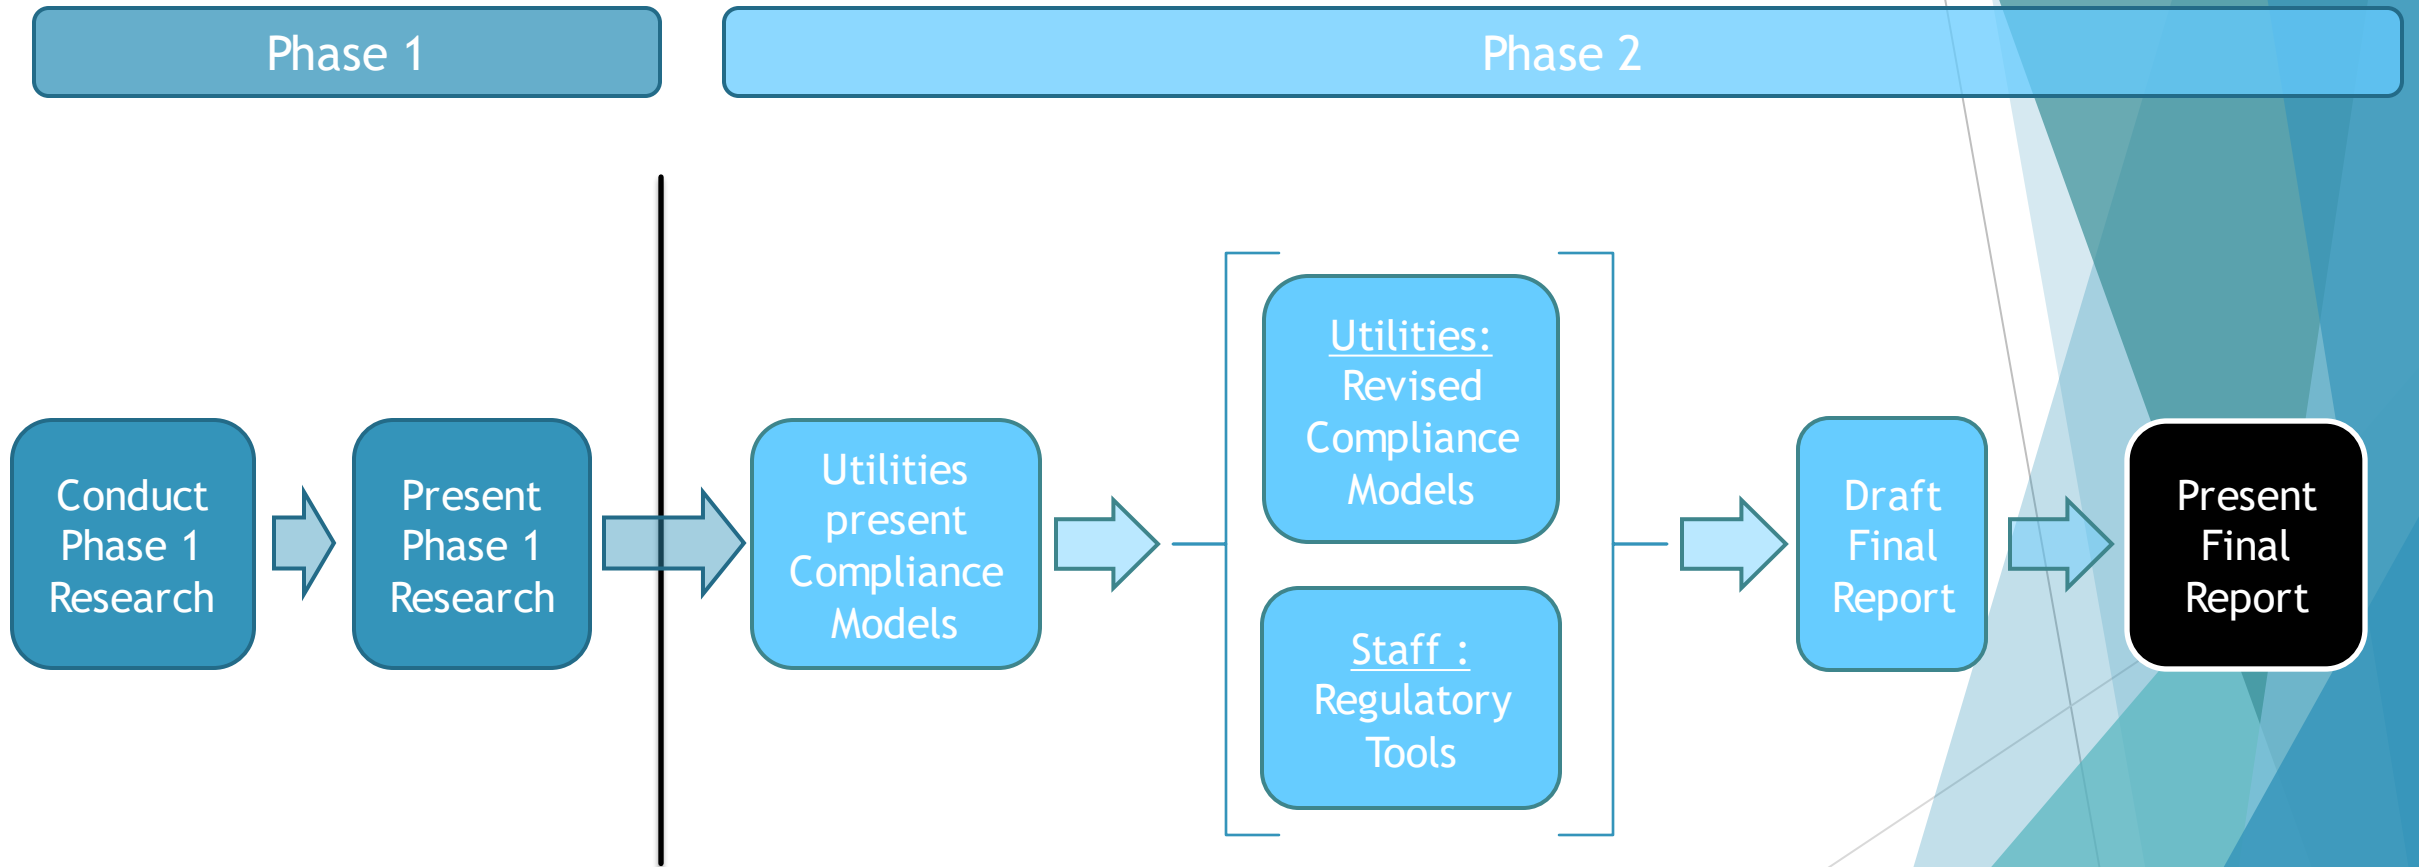 Phase 1
Phase 2
Conduct
Phase 1
Research
Present
Phase 1
Research
Utilities
present
Compliance
Models
Utilities:
Revised
Compliance
Models
Staff :
Regulatory
Tools
Draft
Final
Report
Present
Final
Report